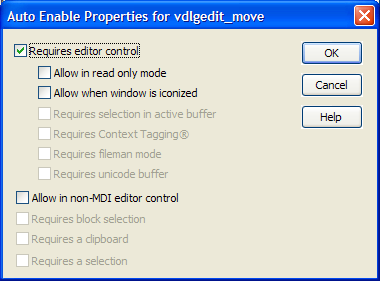 Auto Enable Properties for vdlgedit_move
Requires editor control
OK
Allow in read only mode
Allow when window is iconized
Cancel
Requires selection in active buffer
Help
Requires Context Tagging®
Requires fileman mode
Requires unicode buffer
Allow in non-MDI editor control
Requires block selection
Requires a clipboard
Requires a selection